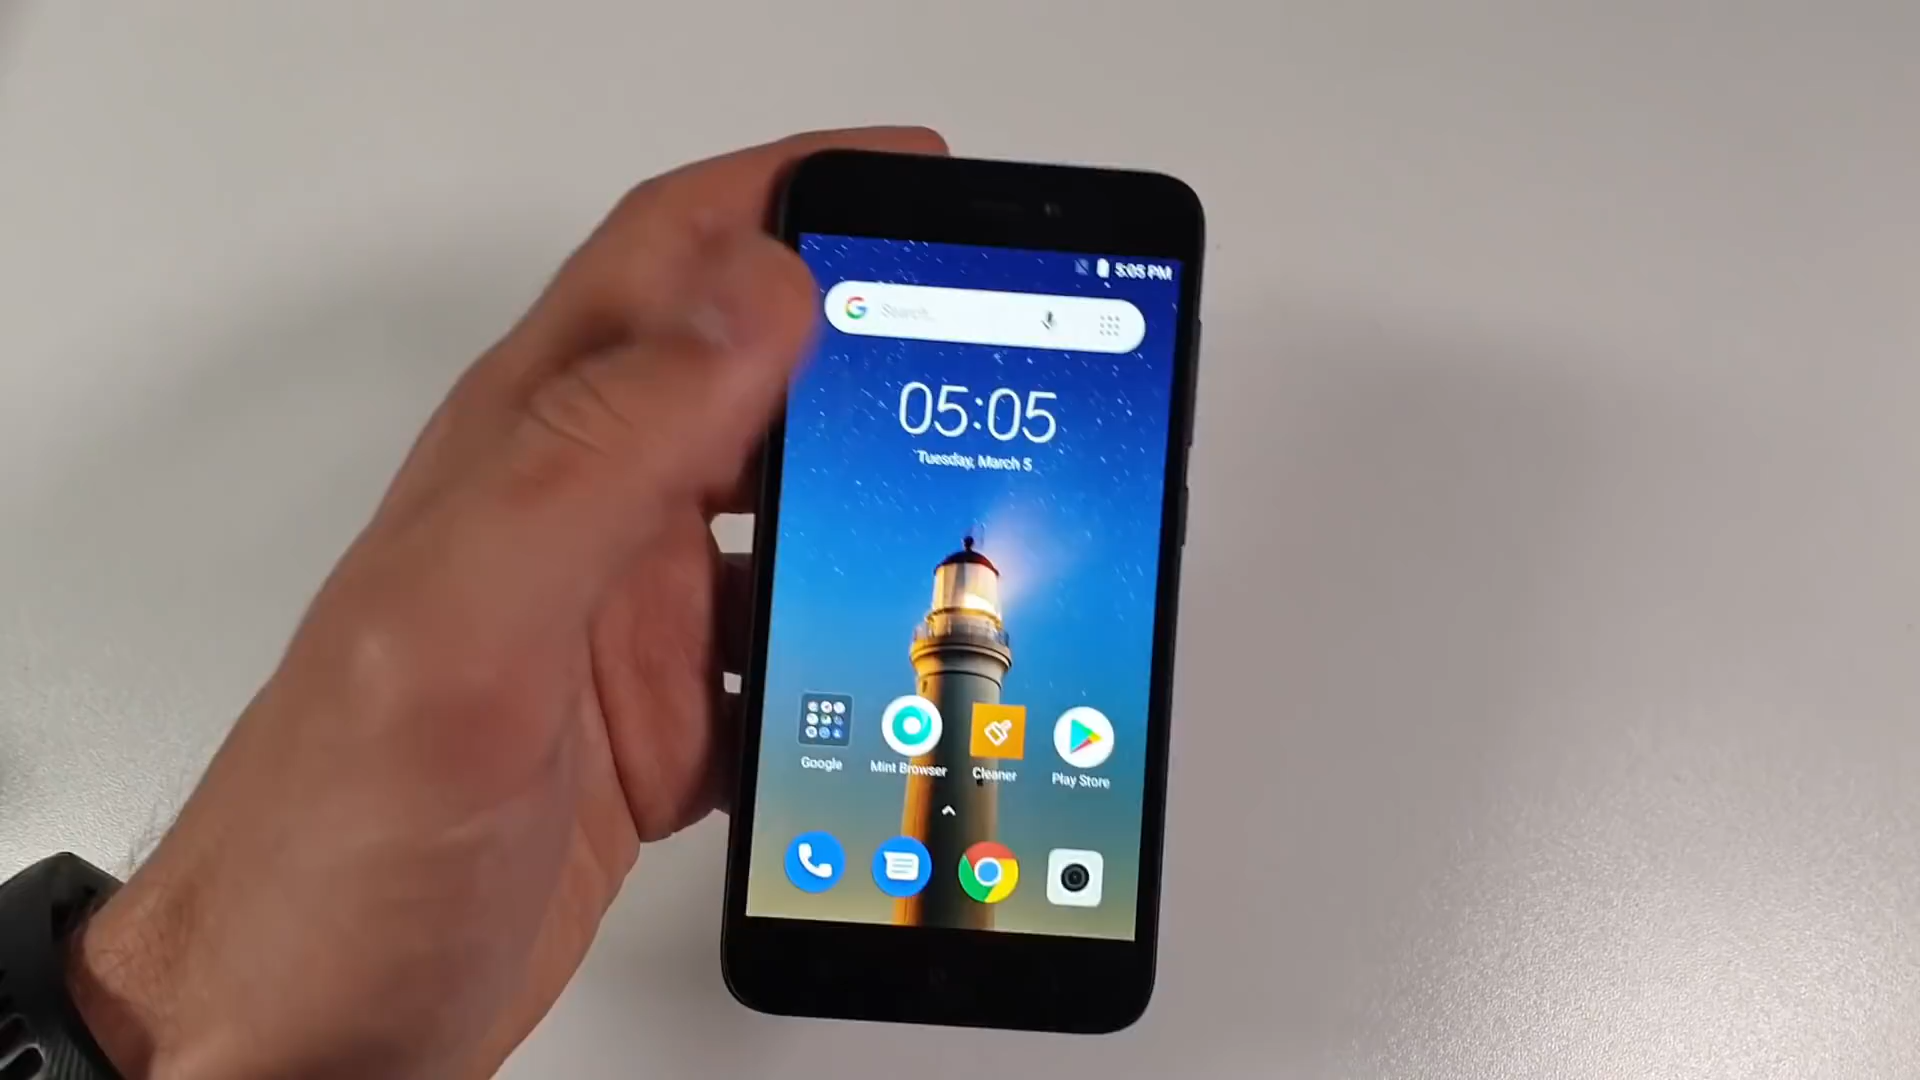 5:05 PM
Search...
05:05
Tuesday, March 5
Google
Mint Browser
Cleaner
Play Store